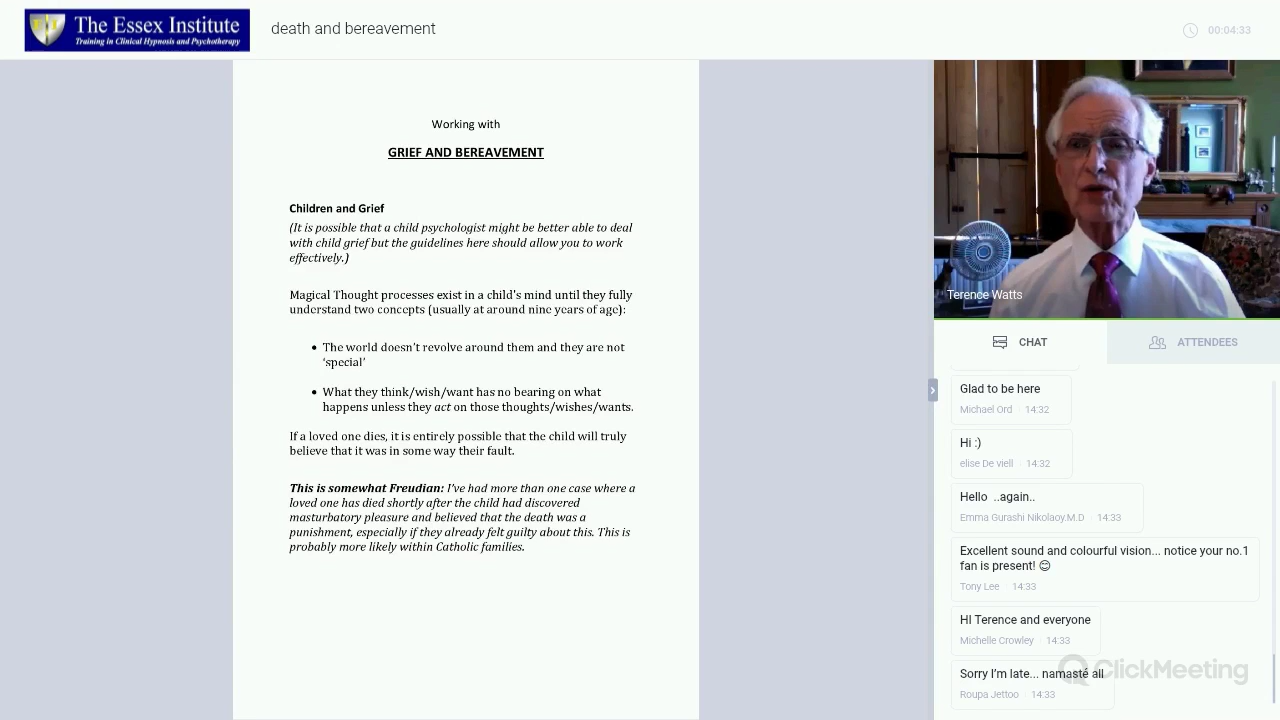 The Essex Institute
Training in Clinical Hypnosis and Psychotherapy
death and bereavement
00:04:33
Working with
GRIEF AND BEREAVEMENT
Children and Grief
(It is possible that a child psychologist might be better able to deal
with child grief but the guidelines here should allow you to work
effectively.)
Magical Thought processes exist in a child's mind until they fully
understand two concepts (usually at around nine years of age):
• The world doesn't revolve around them and they are not
'special'
• What they think/wish/want has no bearing on what
happens unless they act on those thoughts/wishes/wants.
If a loved one dies, it is entirely possible that the child will truly
believe that it was in some way their fault.
This is somewhat Freudian: I've had more than one case where a
loved one has died shortly after the child had discovered
masturbatory pleasure and believed that the death was a
punishment, especially if they already felt guilty about this. This is
probably more likely within Catholic families.
Terence Watts
CHAT
ATTENDEES
Glad to be here
Michael Ord 14:32
Hi :)
elise De viell 14:32
Hello ..again..
Emma Gurashi Nikolaoy.M.D 14:33
Excellent sound and colourful vision... notice your no.1
fan is present! 😊
Tony Lee 14:33
HI Terence and everyone
Michelle Crowley 14:33
Sorry I'm late... namasté all
Roupa Jettoo 14:33
ClickMeeting